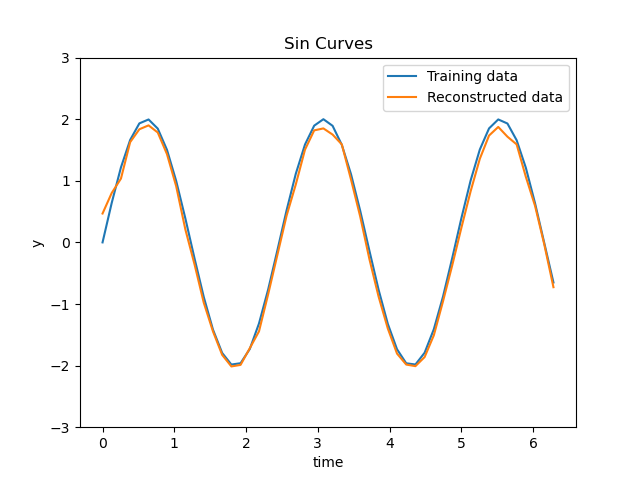 Sin Curves
Training data
Reconstructed data
3
2
1
0
−1
−2
−3
y
0 1 2 3 4 5 6
time